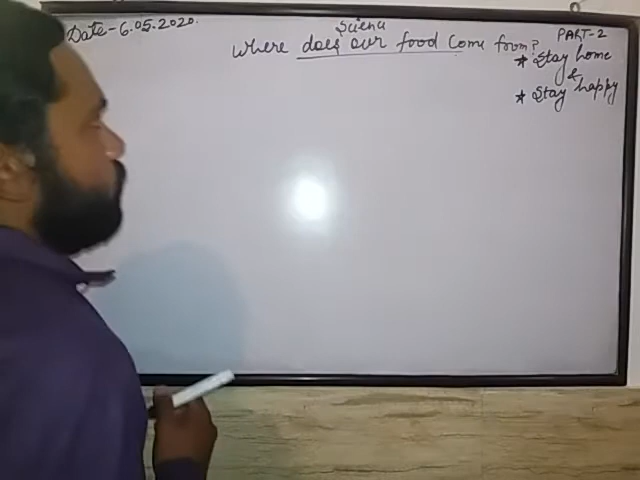 Date-6.05.2020.
Science
Where does our food Come from?
PART-2
* Stay home
&
* Stay happy